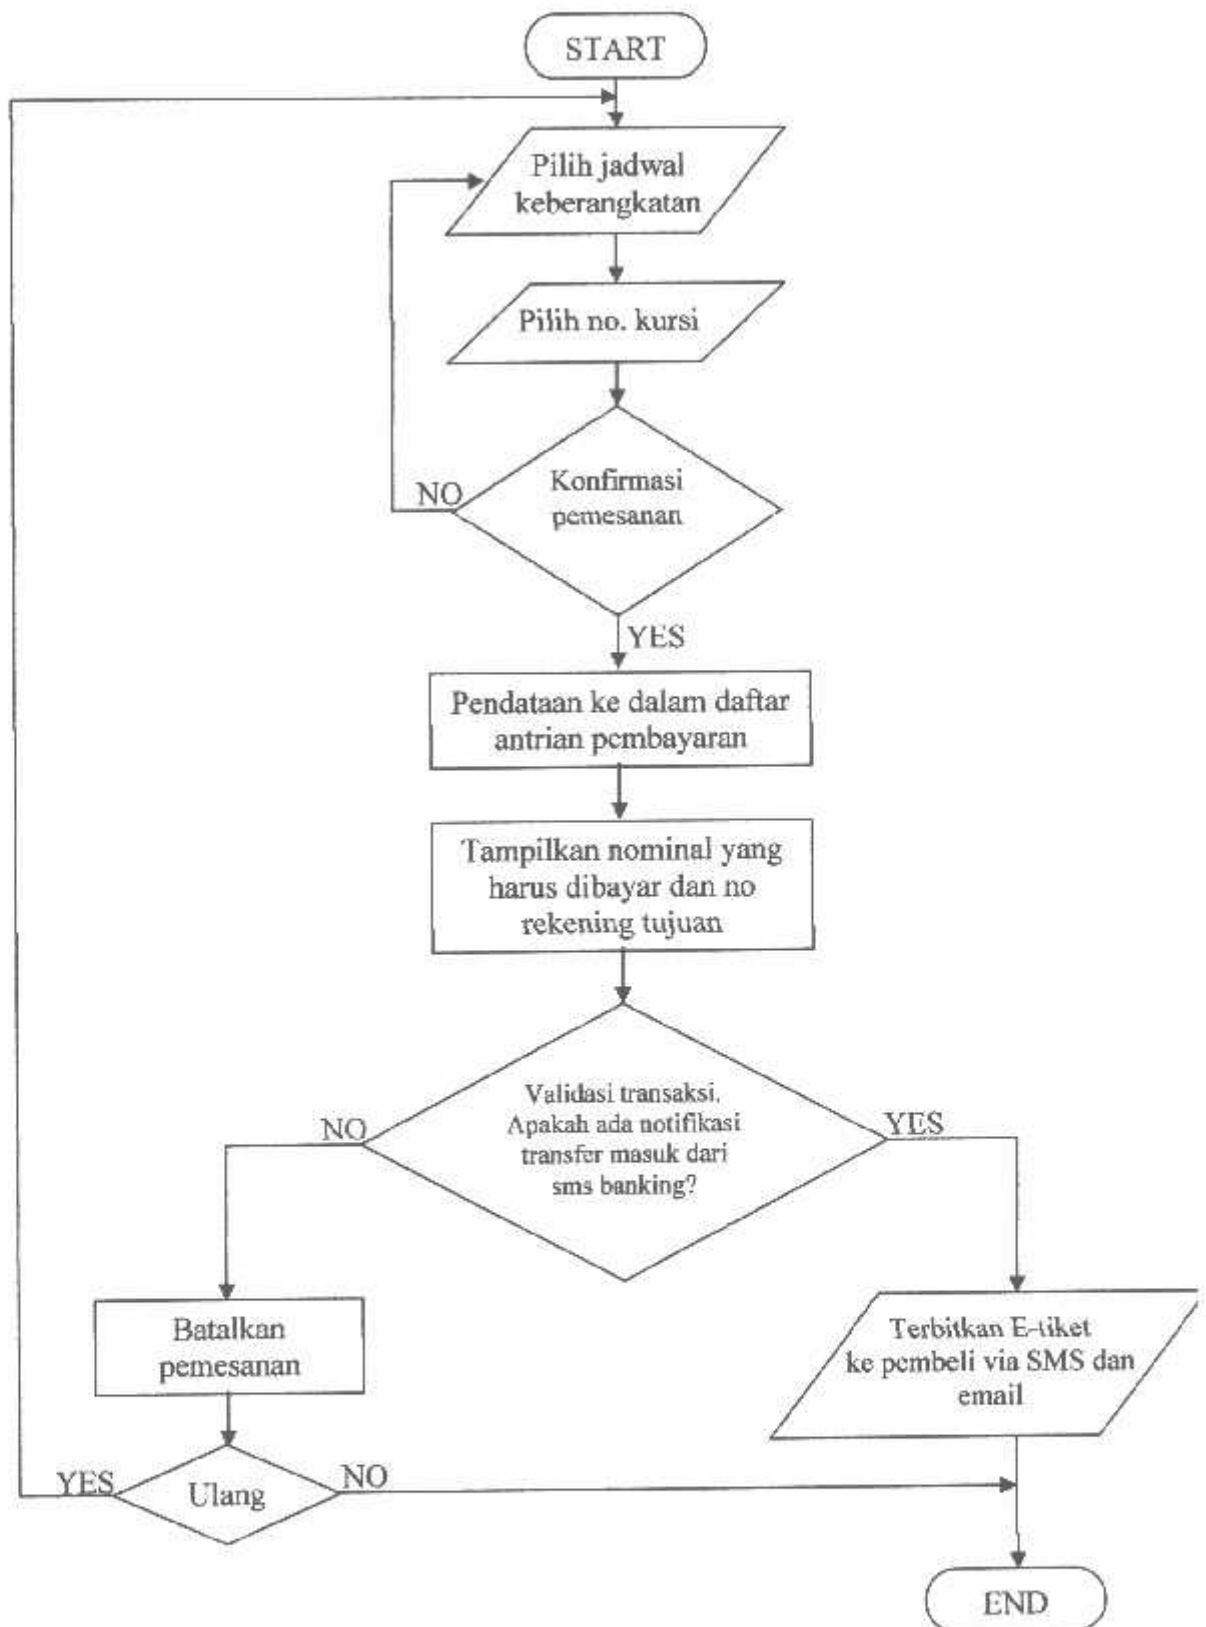 START
Pilih jadwal
keberangkatan
Pilih no. kursi
Konfirmasi
pemesanan
NO
YES
Pendataan ke dalam daftar
antrian pembayaran
Tampilkan nominal yang
harus dibayar dan no
rekening tujuan
Validasi transaksi.
Apakah ada notifikasi
transfer masuk dari
sms banking?
NO
YES
Batalkan
pemesanan
Terbitkan E-tiket
ke pembeli via SMS dan
email
YES
Ulang
NO
END